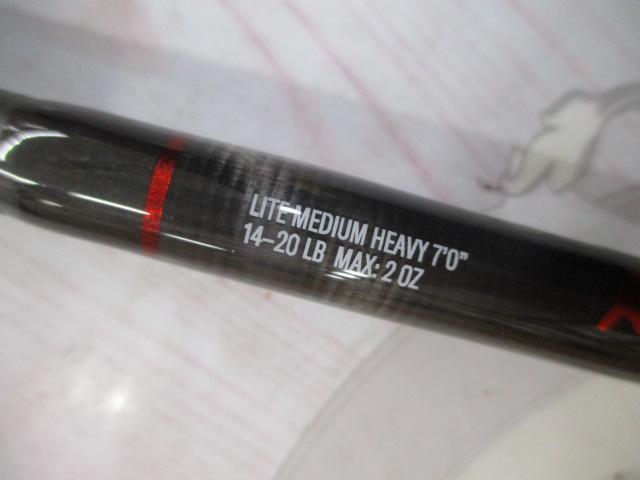 LITE MEDIUM HEAVY 7'0"
14-20 LB MAX: 2 OZ